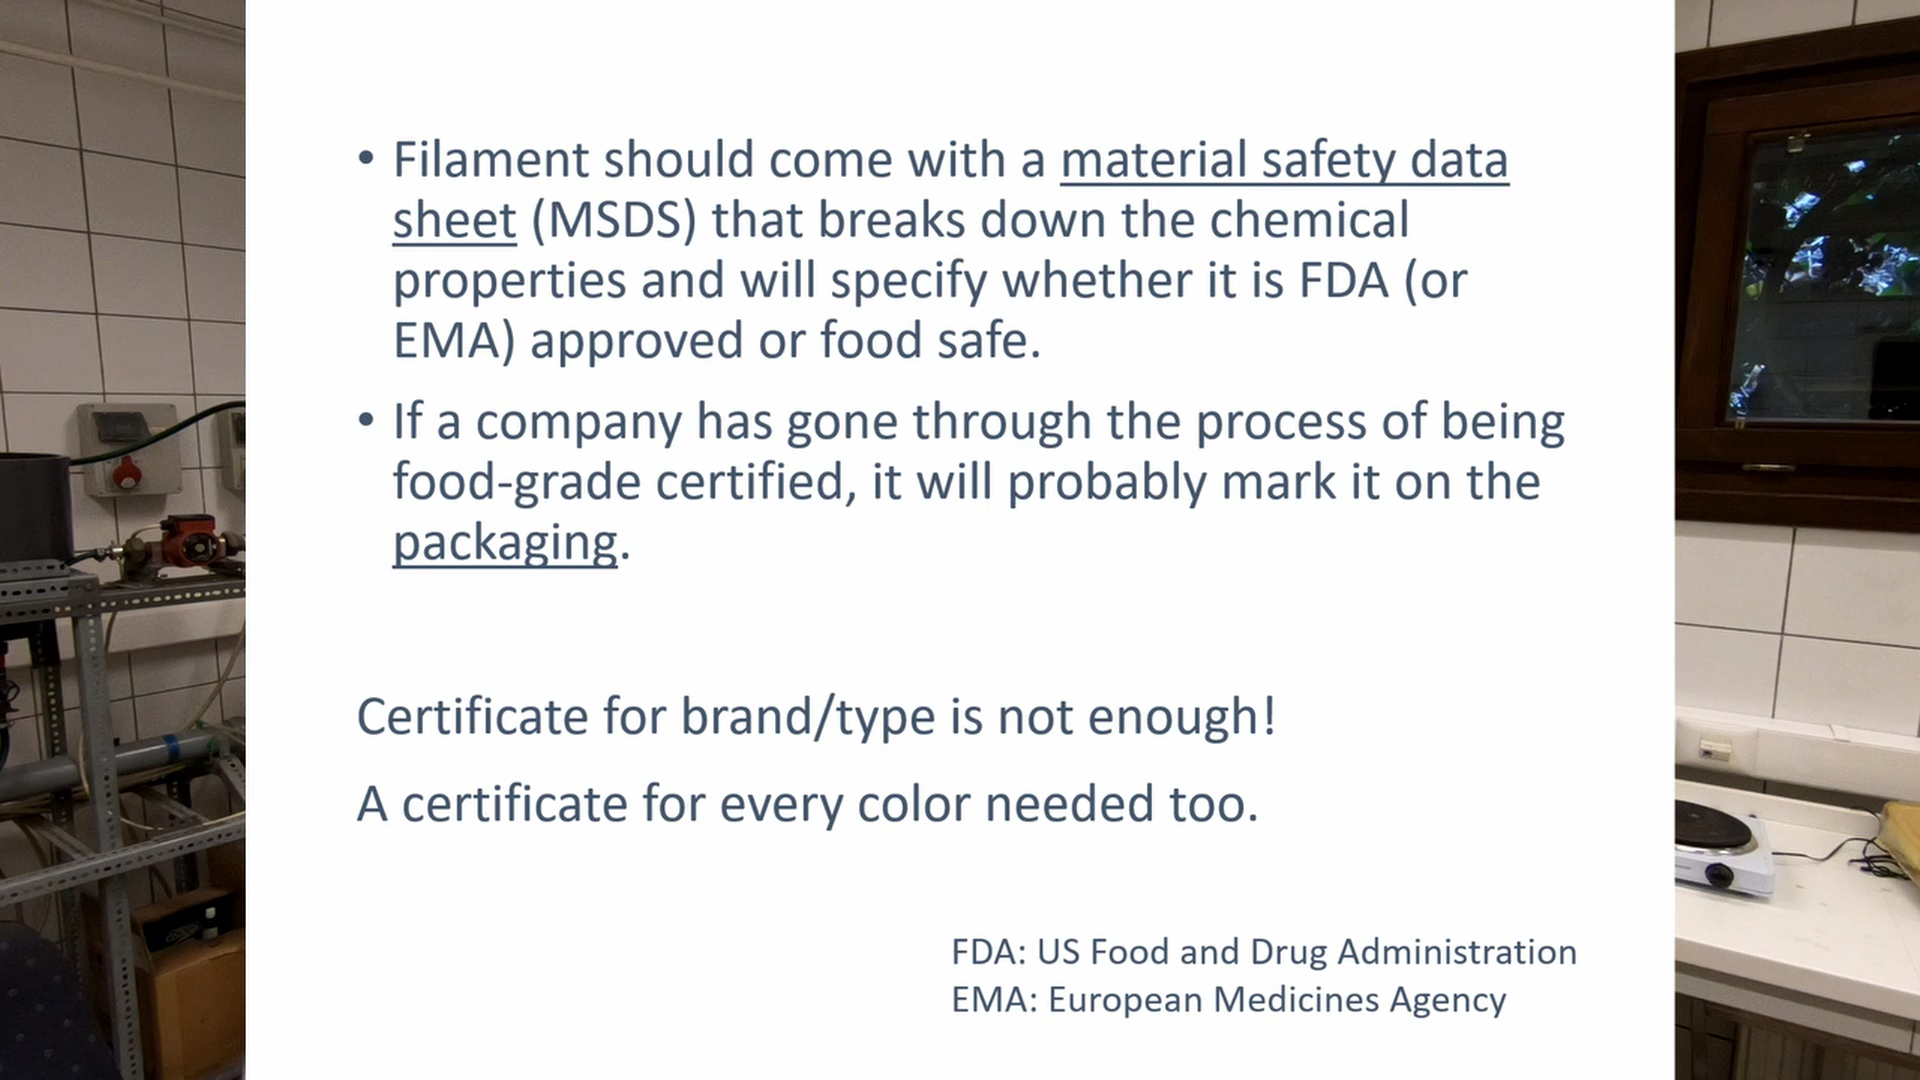 • Filament should come with a material safety data
sheet (MSDS) that breaks down the chemical
properties and will specify whether it is FDA (or
EMA) approved or food safe.
• If a company has gone through the process of being
food-grade certified, it will probably mark it on the
packaging.
Certificate for brand/type is not enough!
A certificate for every color needed too.
FDA: US Food and Drug Administration
EMA: European Medicines Agency